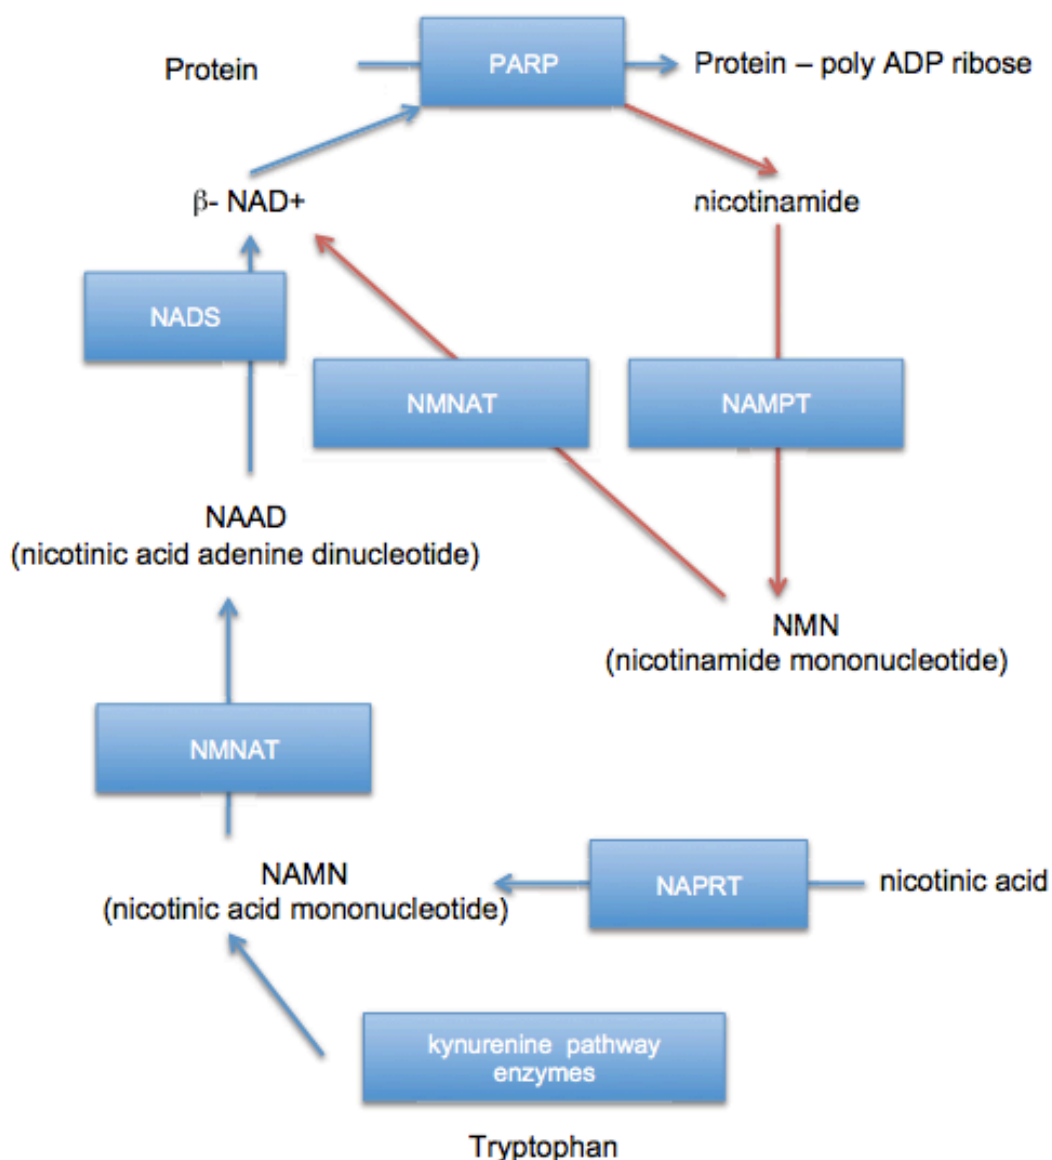 Protein
PARP
Protein – poly ADP ribose
β- NAD+
nicotinamide
NADS
NMNAT
NAMPT
NAAD
(nicotinic acid adenine dinucleotide)
NMN
(nicotinamide mononucleotide)
NMNAT
NAMN
(nicotinic acid mononucleotide)
NAPRT
nicotinic acid
kynurenine pathway
enzymes
Tryptophan